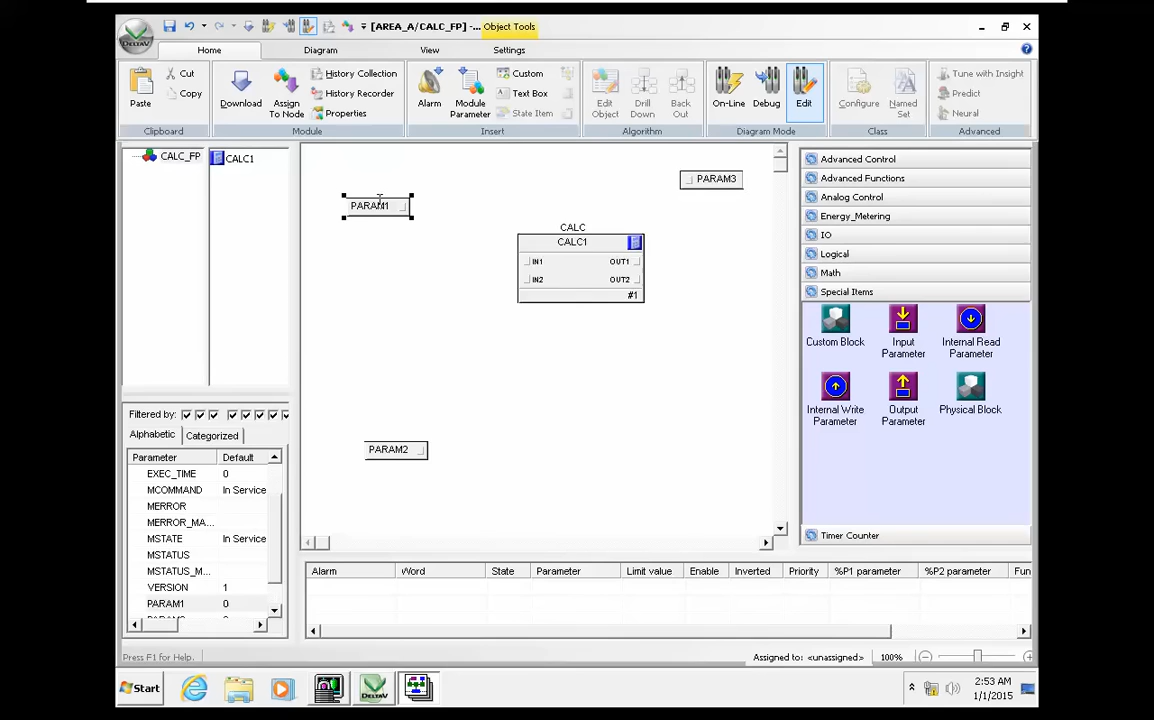 DELTAV
[AREA_A/CALC_FP] -...
Object Tools
Home
Diagram
View
Settings
Paste
Cut
Copy
Clipboard
Download
Assign
To Node
History Collection
History Recorder
Properties
Module
Alarm
Module
Parameter
Custom
Text Box
State Item
Insert
Edit
Object
Drill
Down
Back
Out
Algorithm
On-Line
Debug
Edit
Diagram Mode
Configure
Named
Set
Class
Tune with Insight
Predict
Neural
Advanced
CALC_FP
CALC1
PARAM3
PARAM1
CALC
CALC1
IN1 OUT1
IN2 OUT2
#1
PARAM2
Advanced Control
Advanced Functions
Analog Control
Energy_Metering
IO
Logical
Math
Special Items
Custom Block
Input
Parameter
Internal Read
Parameter
Internal Write
Parameter
Output
Parameter
Physical Block
Timer Counter
Filtered by:
Alphabetic
Categorized
Parameter Default
EXEC_TIME 0
MCOMMAND In Service
MERROR
MERROR_MA...
MSTATE In Service
MSTATUS
MSTATUS_M...
VERSION 1
PARAM1 0
Alarm Word State Parameter Limit value Enable Inverted Priority %P1 parameter %P2 parameter Fun
Press F1 for Help.
Assigned to: <unassigned>
100%
Start
DELTAV
2:53 AM
1/1/2015